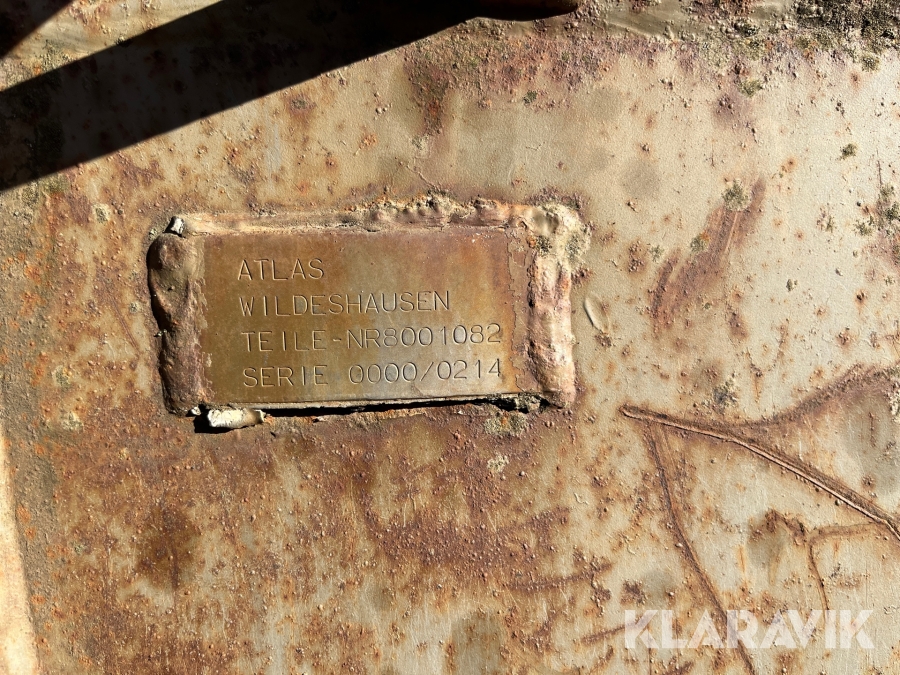 ATLAS
WILDESHAUSEN
TEILE-NR8001082
SERIE 0000/0214
KLARAVIK